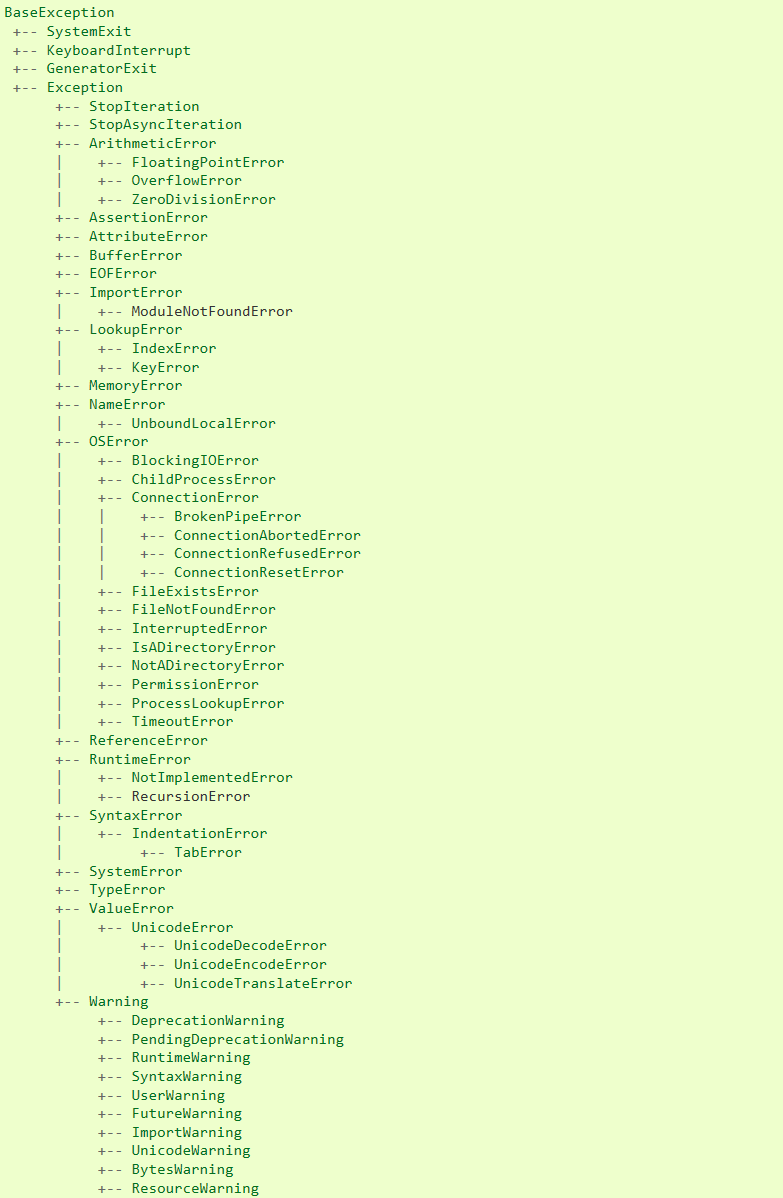 BaseException
 +-- SystemExit
 +-- KeyboardInterrupt
 +-- GeneratorExit
 +-- Exception
      +-- StopIteration
      +-- StopAsyncIteration
      +-- ArithmeticError
      |    +-- FloatingPointError
      |    +-- OverflowError
      |    +-- ZeroDivisionError
      +-- AssertionError
      +-- AttributeError
      +-- BufferError
      +-- EOFError
      +-- ImportError
      |    +-- ModuleNotFoundError
      +-- LookupError
      |    +-- IndexError
      |    +-- KeyError
      +-- MemoryError
      +-- NameError
      |    +-- UnboundLocalError
      +-- OSError
      |    +-- BlockingIOError
      |    +-- ChildProcessError
      |    +-- ConnectionError
      |    |    +-- BrokenPipeError
      |    |    +-- ConnectionAbortedError
      |    |    +-- ConnectionRefusedError
      |    |    +-- ConnectionResetError
      |    +-- FileExistsError
      |    +-- FileNotFoundError
      |    +-- InterruptedError
      |    +-- IsADirectoryError
      |    +-- NotADirectoryError
      |    +-- PermissionError
      |    +-- ProcessLookupError
      |    +-- TimeoutError
      +-- ReferenceError
      +-- RuntimeError
      |    +-- NotImplementedError
      |    +-- RecursionError
      +-- SyntaxError
      |    +-- IndentationError
      |         +-- TabError
      +-- SystemError
      +-- TypeError
      +-- ValueError
      |    +-- UnicodeError
      |         +-- UnicodeDecodeError
      |         +-- UnicodeEncodeError
      |         +-- UnicodeTranslateError
      +-- Warning
           +-- DeprecationWarning
           +-- PendingDeprecationWarning
           +-- RuntimeWarning
           +-- SyntaxWarning
           +-- UserWarning
           +-- FutureWarning
           +-- ImportWarning
           +-- UnicodeWarning
           +-- BytesWarning
           +-- ResourceWarning